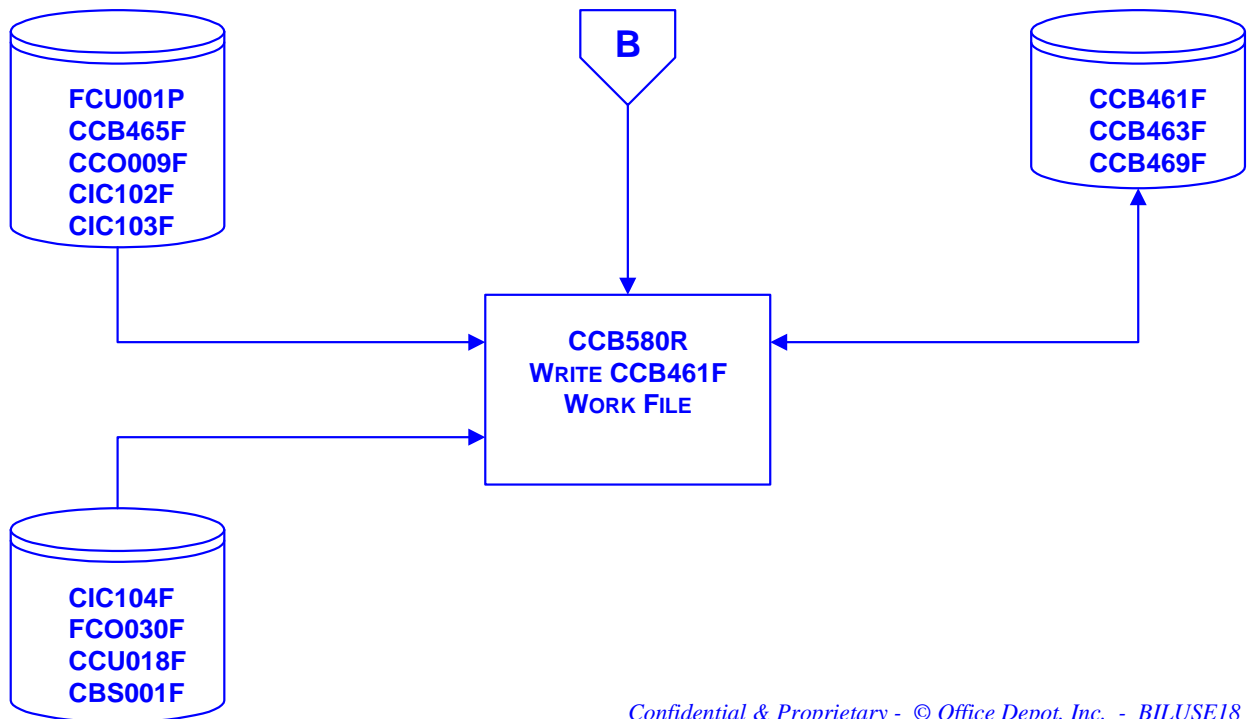 B
FCU001P
CCB465F
CCO009F
CIC102F
CIC103F
CCB461F
CCB463F
CCB469F
CCB580R
WRITE CCB461F
WORK FILE
CIC104F
FCO030F
CCU018F
CBS001F
Confidential & Proprietary - © Office Depot, Inc. - BILUSE18